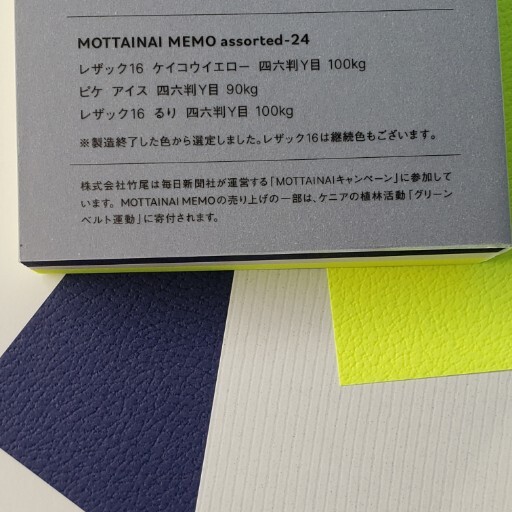 MOTTAINAI MEMO assorted-24
レザック16 ケイコウイエロー 四六判Y目 100kg
ピケ アイス 四六判Y目 90kg
レザック16 るり 四六判Y目 100kg
※製造終了した色から選定しました。レザック16は継続色もございます。
株式会社竹尾は毎日新聞社が運営する「MOTTAINAIキャンペーン」に参加して
います。MOTTAINAI MEMOの売り上げの一部は、ケニアの植林活動「グリーン
ベルト運動」に寄付されます。